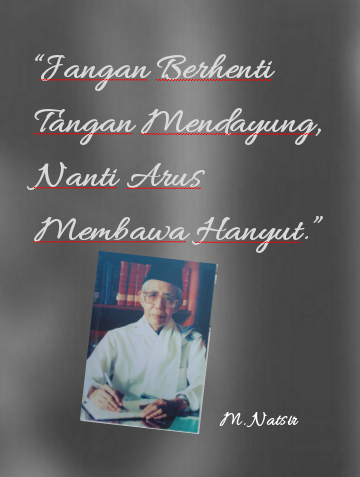 “Jangan Berhenti
Tangan Mendayung,
Nanti Arus
Membawa Hanyut.”
M.Natsir